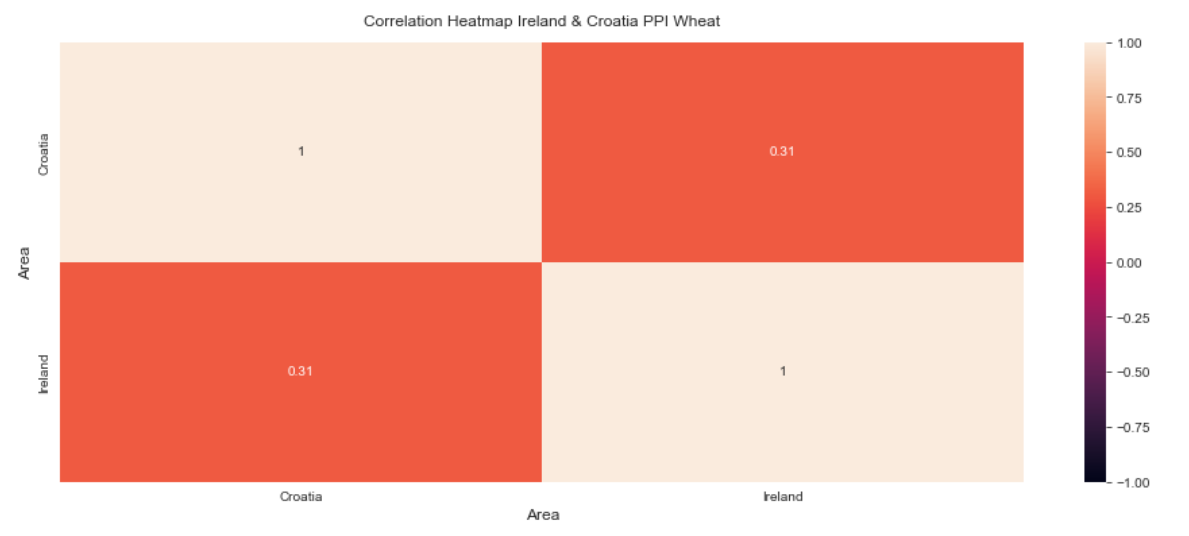 Correlation Heatmap Ireland & Croatia PPI Wheat
Area
Croatia
Ireland
1
0.31
0.31
1
Croatia
Ireland
Area
1.00
0.75
0.50
0.25
0.00
−0.25
−0.50
−0.75
−1.00